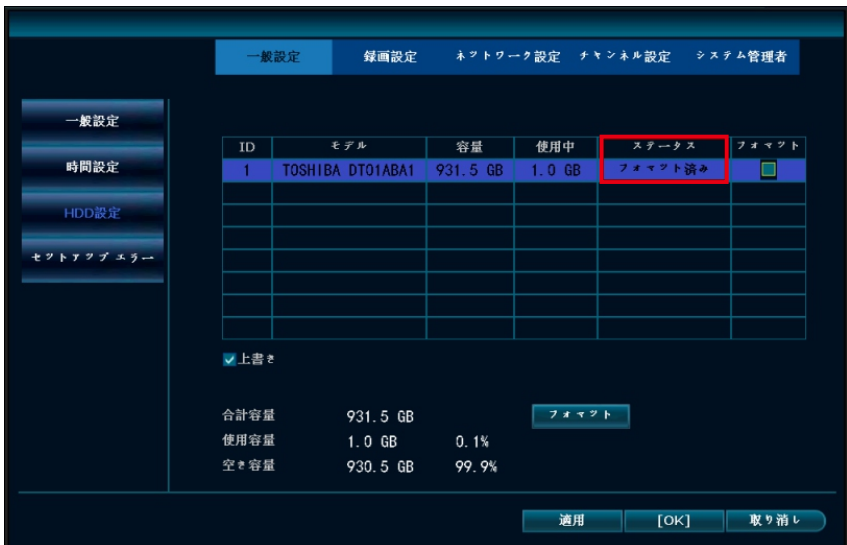 一般設定 録画設定 ネットワーク設定 チャンネル設定 システム管理者
一般設定
時間設定
HDD設定
セットアップ エラー
ID モデル 容量 使用中 ステータス フォマット
1 TOSHIBA DT01ABA1 931.5 GB 1.0 GB フォマット済み
上書き
合計容量 931.5 GB フォマット
使用容量 1.0 GB 0.1%
空き容量 930.5 GB 99.9%
適用 [OK] 取り消し